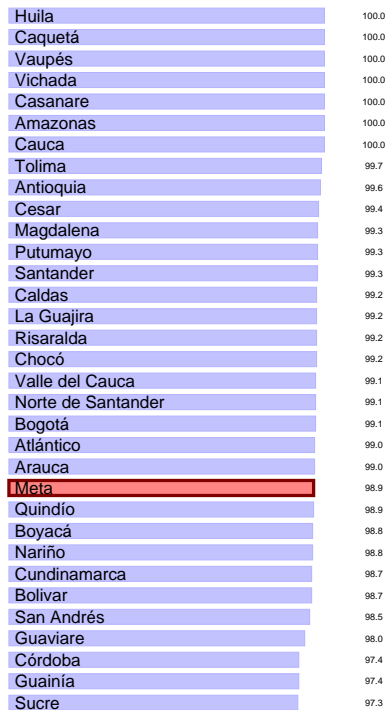 Huila 100.0
Caquetá 100.0
Vaupés 100.0
Vichada 100.0
Casanare 100.0
Amazonas 100.0
Cauca 100.0
Tolima 99.7
Antioquia 99.6
Cesar 99.4
Magdalena 99.3
Putumayo 99.3
Santander 99.3
Caldas 99.2
La Guajira 99.2
Risaralda 99.2
Chocó 99.2
Valle del Cauca 99.1
Norte de Santander 99.1
Bogotá 99.1
Atlántico 99.0
Arauca 99.0
Meta 98.9
Quindío 98.9
Boyacá 98.8
Nariño 98.8
Cundinamarca 98.7
Bolivar 98.7
San Andrés 98.5
Guaviare 98.0
Córdoba 97.4
Guainía 97.4
Sucre 97.3